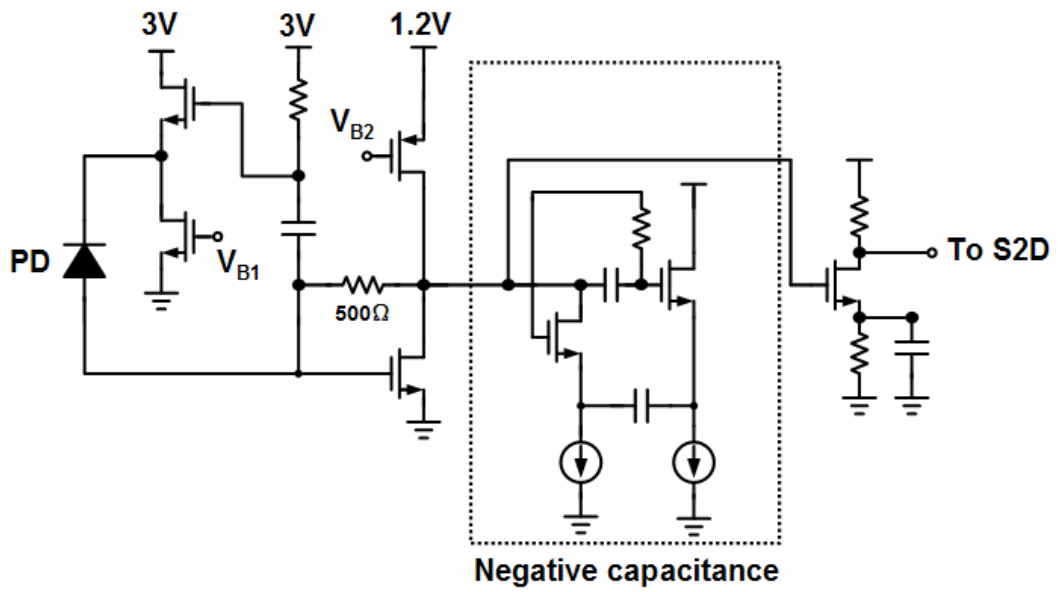 3V
3V
1.2V
V_B2
V_B1
PD
500Ω
To S2D
Negative capacitance